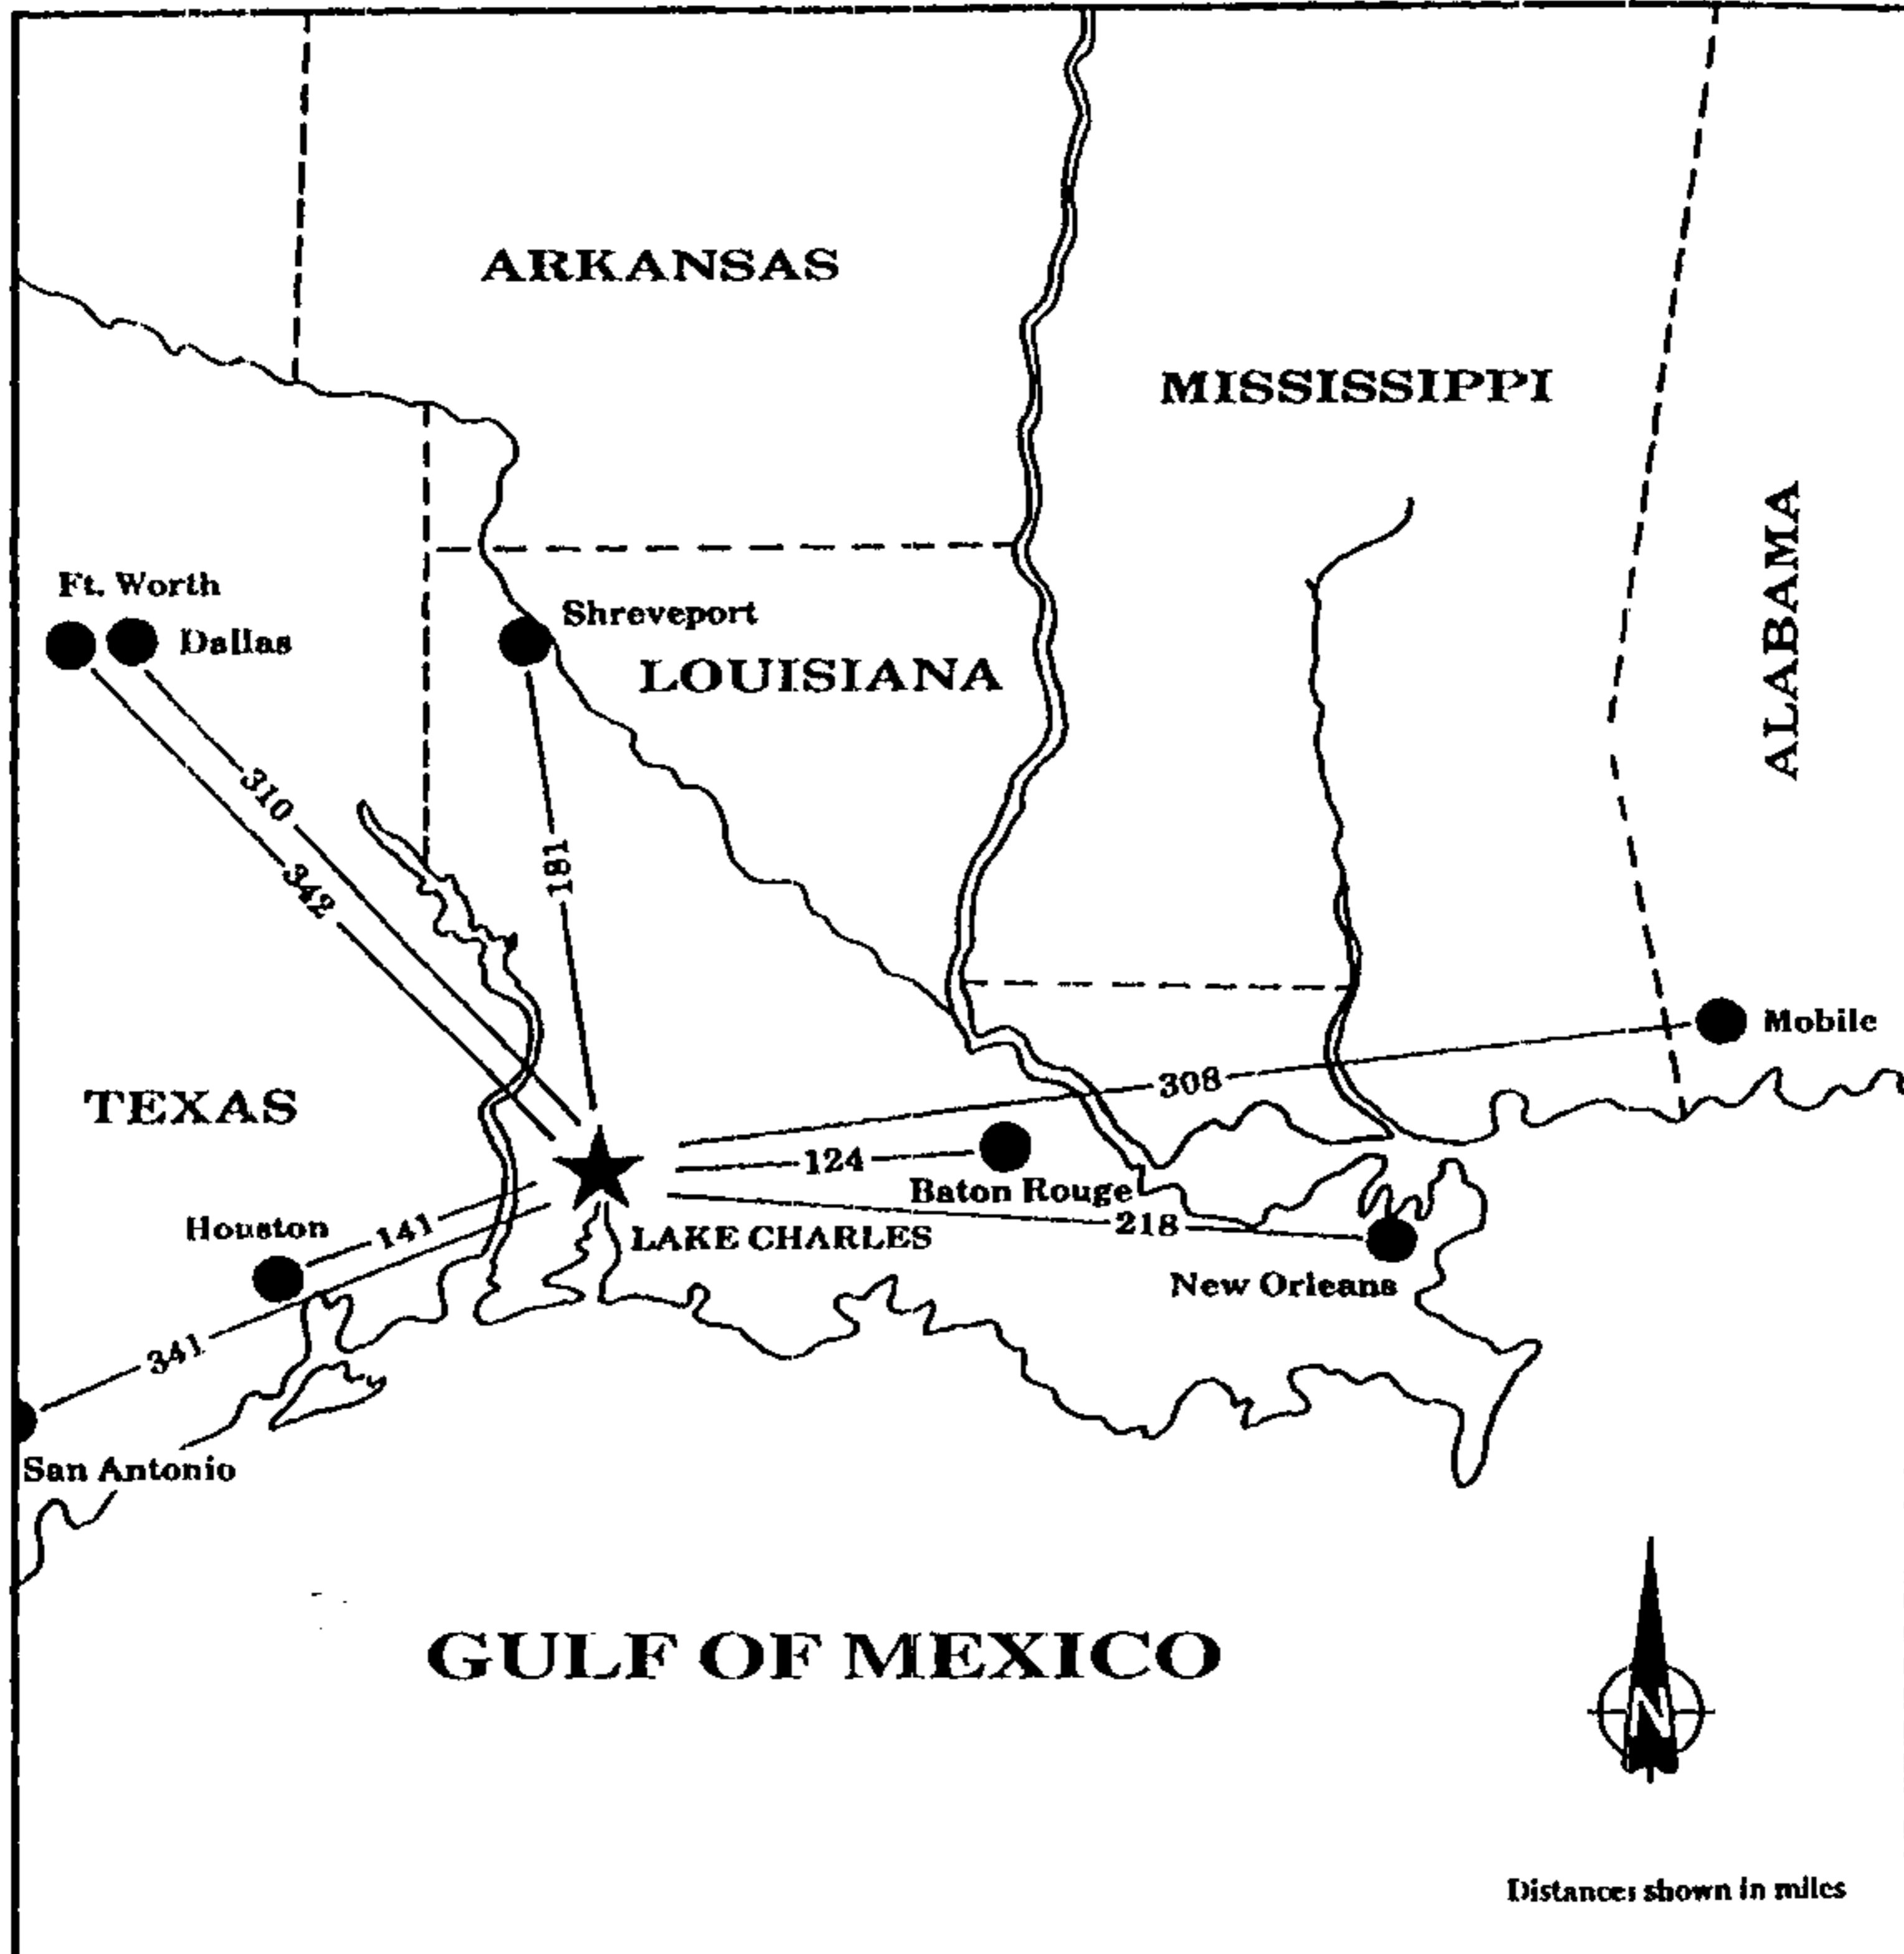 ARKANSAS
MISSISSIPPI
ALABAMA
Ft. Worth
Dallas
Shreveport
LOUISIANA
310
342
181
Mobile
308
TEXAS
124
Baton Rouge
218
Houston
141
LAKE CHARLES
New Orleans
341
San Antonio
GULF OF MEXICO
N
Distances shown in miles